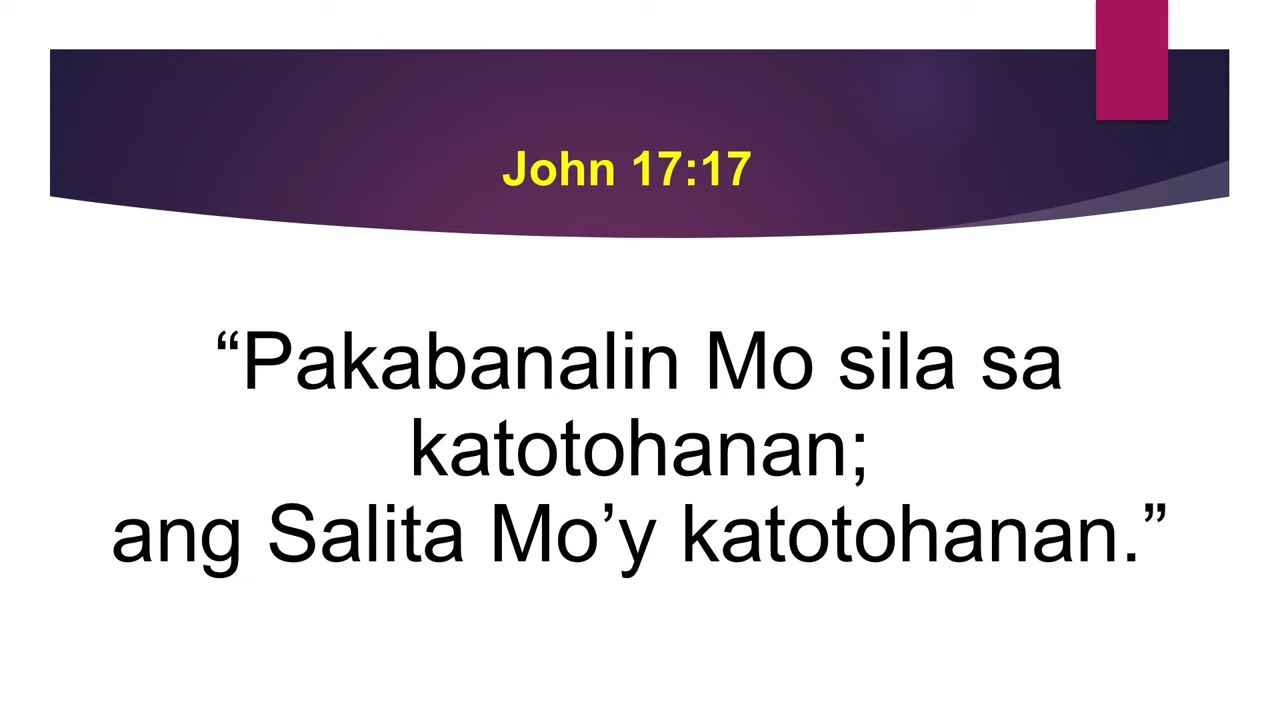 John 17:17
“Pakabanalin Mo sila sa
katotohanan;
ang Salita Mo’y katotohanan.”